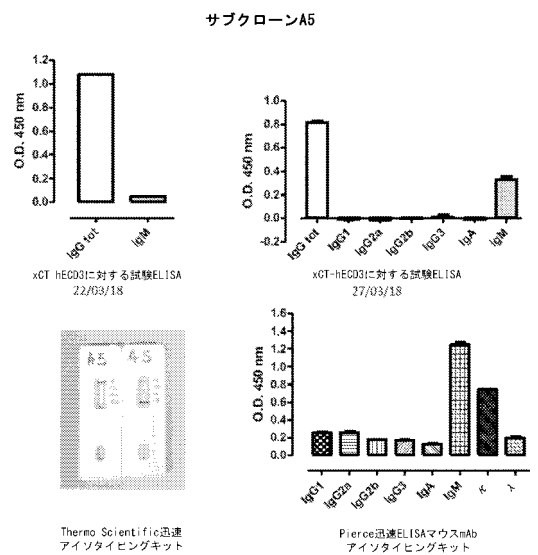 サブクローンA5
1.2
1.0
0.8
0.6
0.4
0.2
0.0
O.D. 450 nm
IgG tot
IgM
xCT hECD3に対する試験ELISA
22/03/18
1.0
0.8
0.6
0.4
0.2
0.0
-0.2
O.D. 450 nm
IgG tot
IgG1
IgG2a
IgG2b
IgG3
IgA
IgM
xCT-hECD3に対する試験ELISA
27/03/18
A5
A5
Thermo Scientific迅速
アイソタイピングキット
1.6
1.4
1.2
1.0
0.8
0.6
0.4
0.2
0.0
O.D. 450 nm
IgG1
IgG2a
IgG2b
IgG3
IgA
IgM
κ
λ
Pierce迅速ELISAマウスmAb
アイソタイピングキット